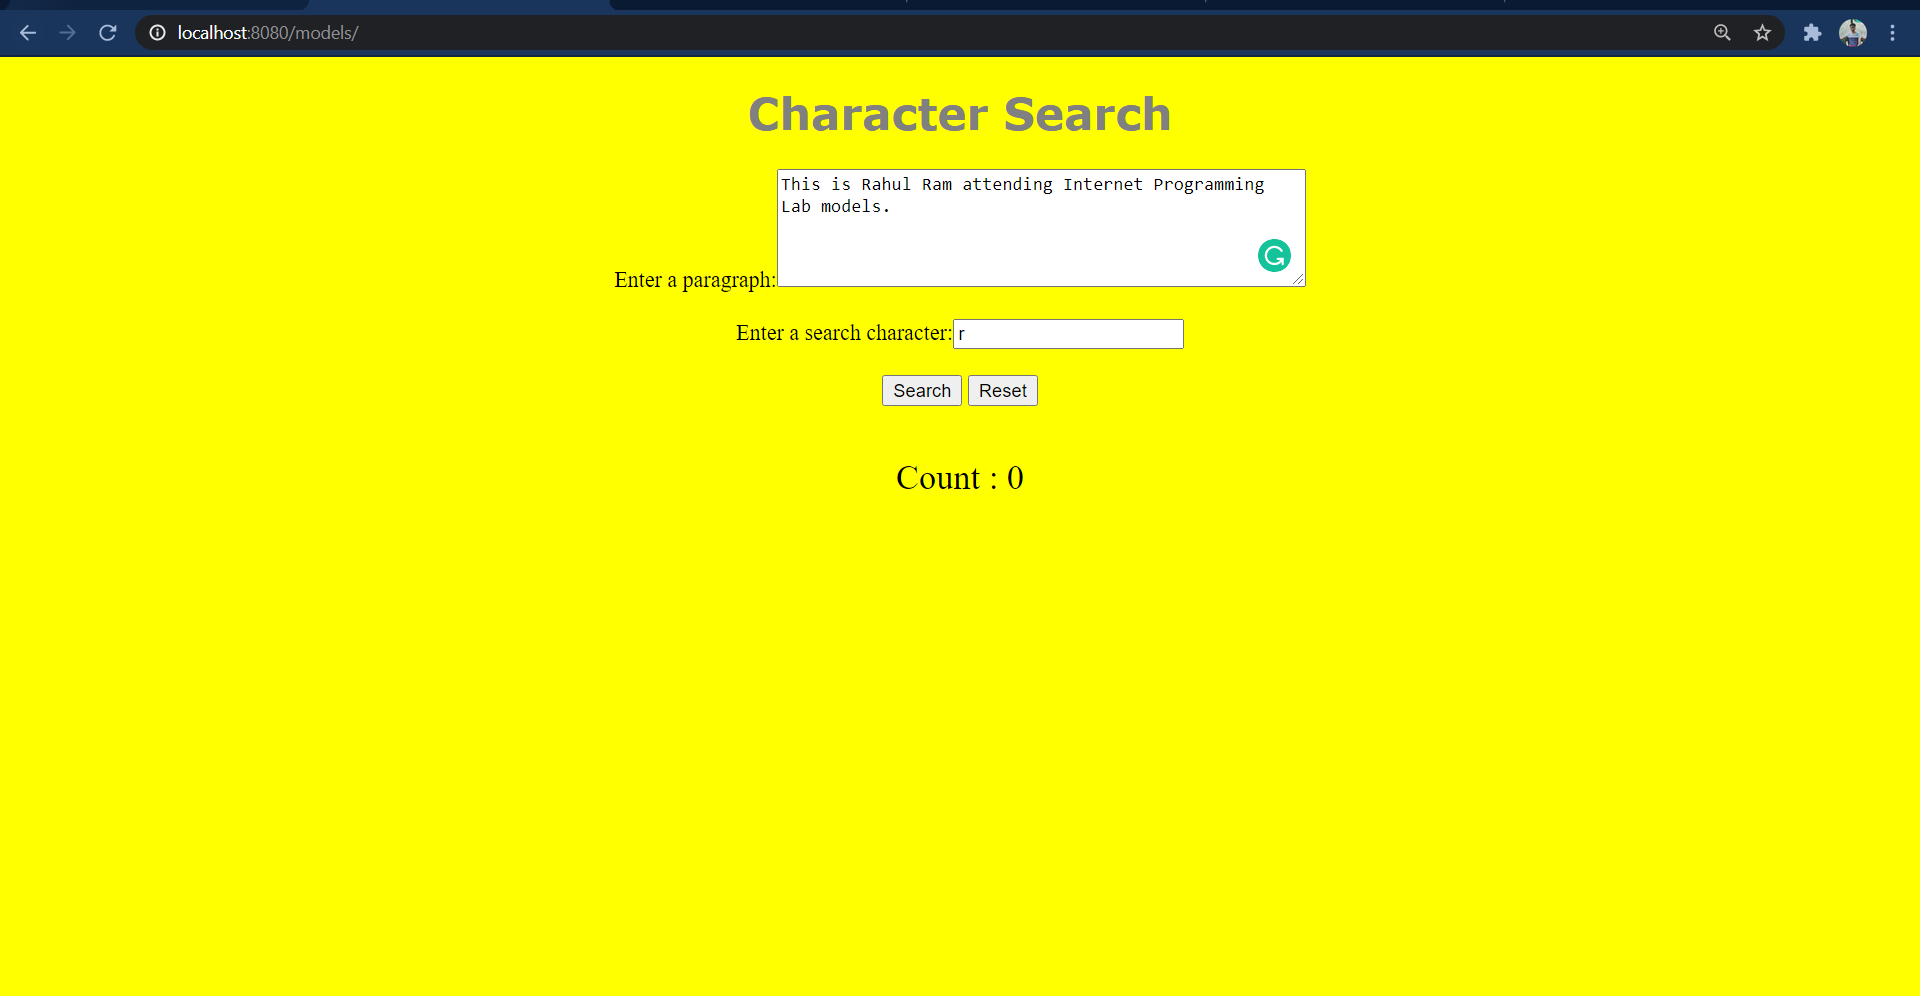 localhost:8080/models/
Character Search
This is Rahul Ram attending Internet Programming
Lab models.
Enter a paragraph:
Enter a search character: r
Search Reset
Count : 0